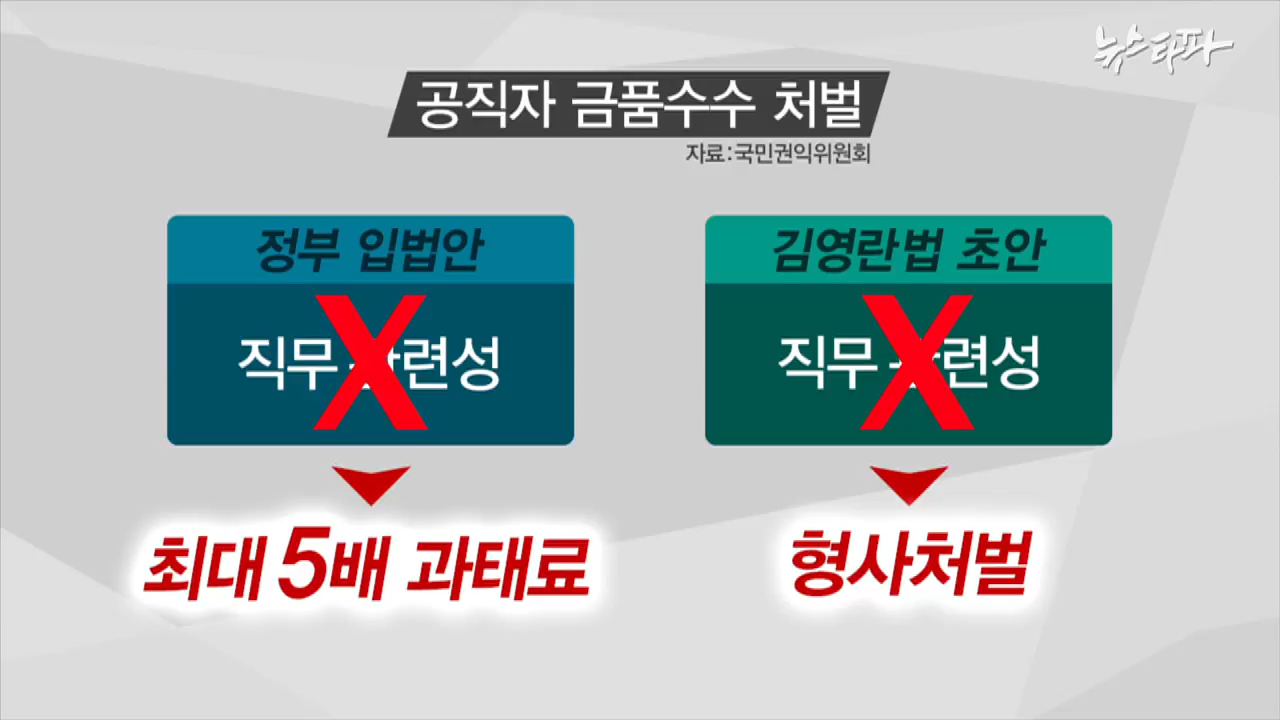 뉴스타파
공직자 금품수수 처벌
자료:국민권익위원회
정부 입법안
직무 관련성
X
최대 5배 과태료
김영란법 초안
직무 관련성
X
형사처벌